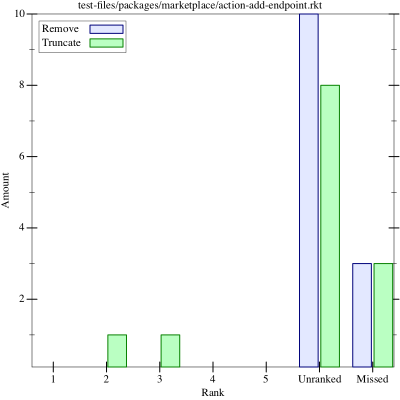 test-files/packages/marketplace/action-add-endpoint.rkt
Remove
Truncate
10
8
6
4
2
Amount
1 2 3 4 5 Unranked Missed
Rank